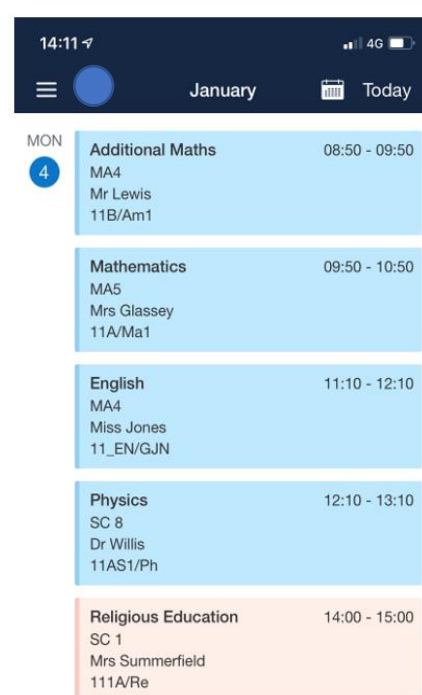 14:11 4G
January Today
MON
4
Additional Maths 08:50 - 09:50
MA4
Mr Lewis
11B/Am1
Mathematics 09:50 - 10:50
MA5
Mrs Glassey
11A/Ma1
English 11:10 - 12:10
MA4
Miss Jones
11_EN/GJN
Physics 12:10 - 13:10
SC 8
Dr Willis
11AS1/Ph
Religious Education 14:00 - 15:00
SC 1
Mrs Summerfield
111A/Re